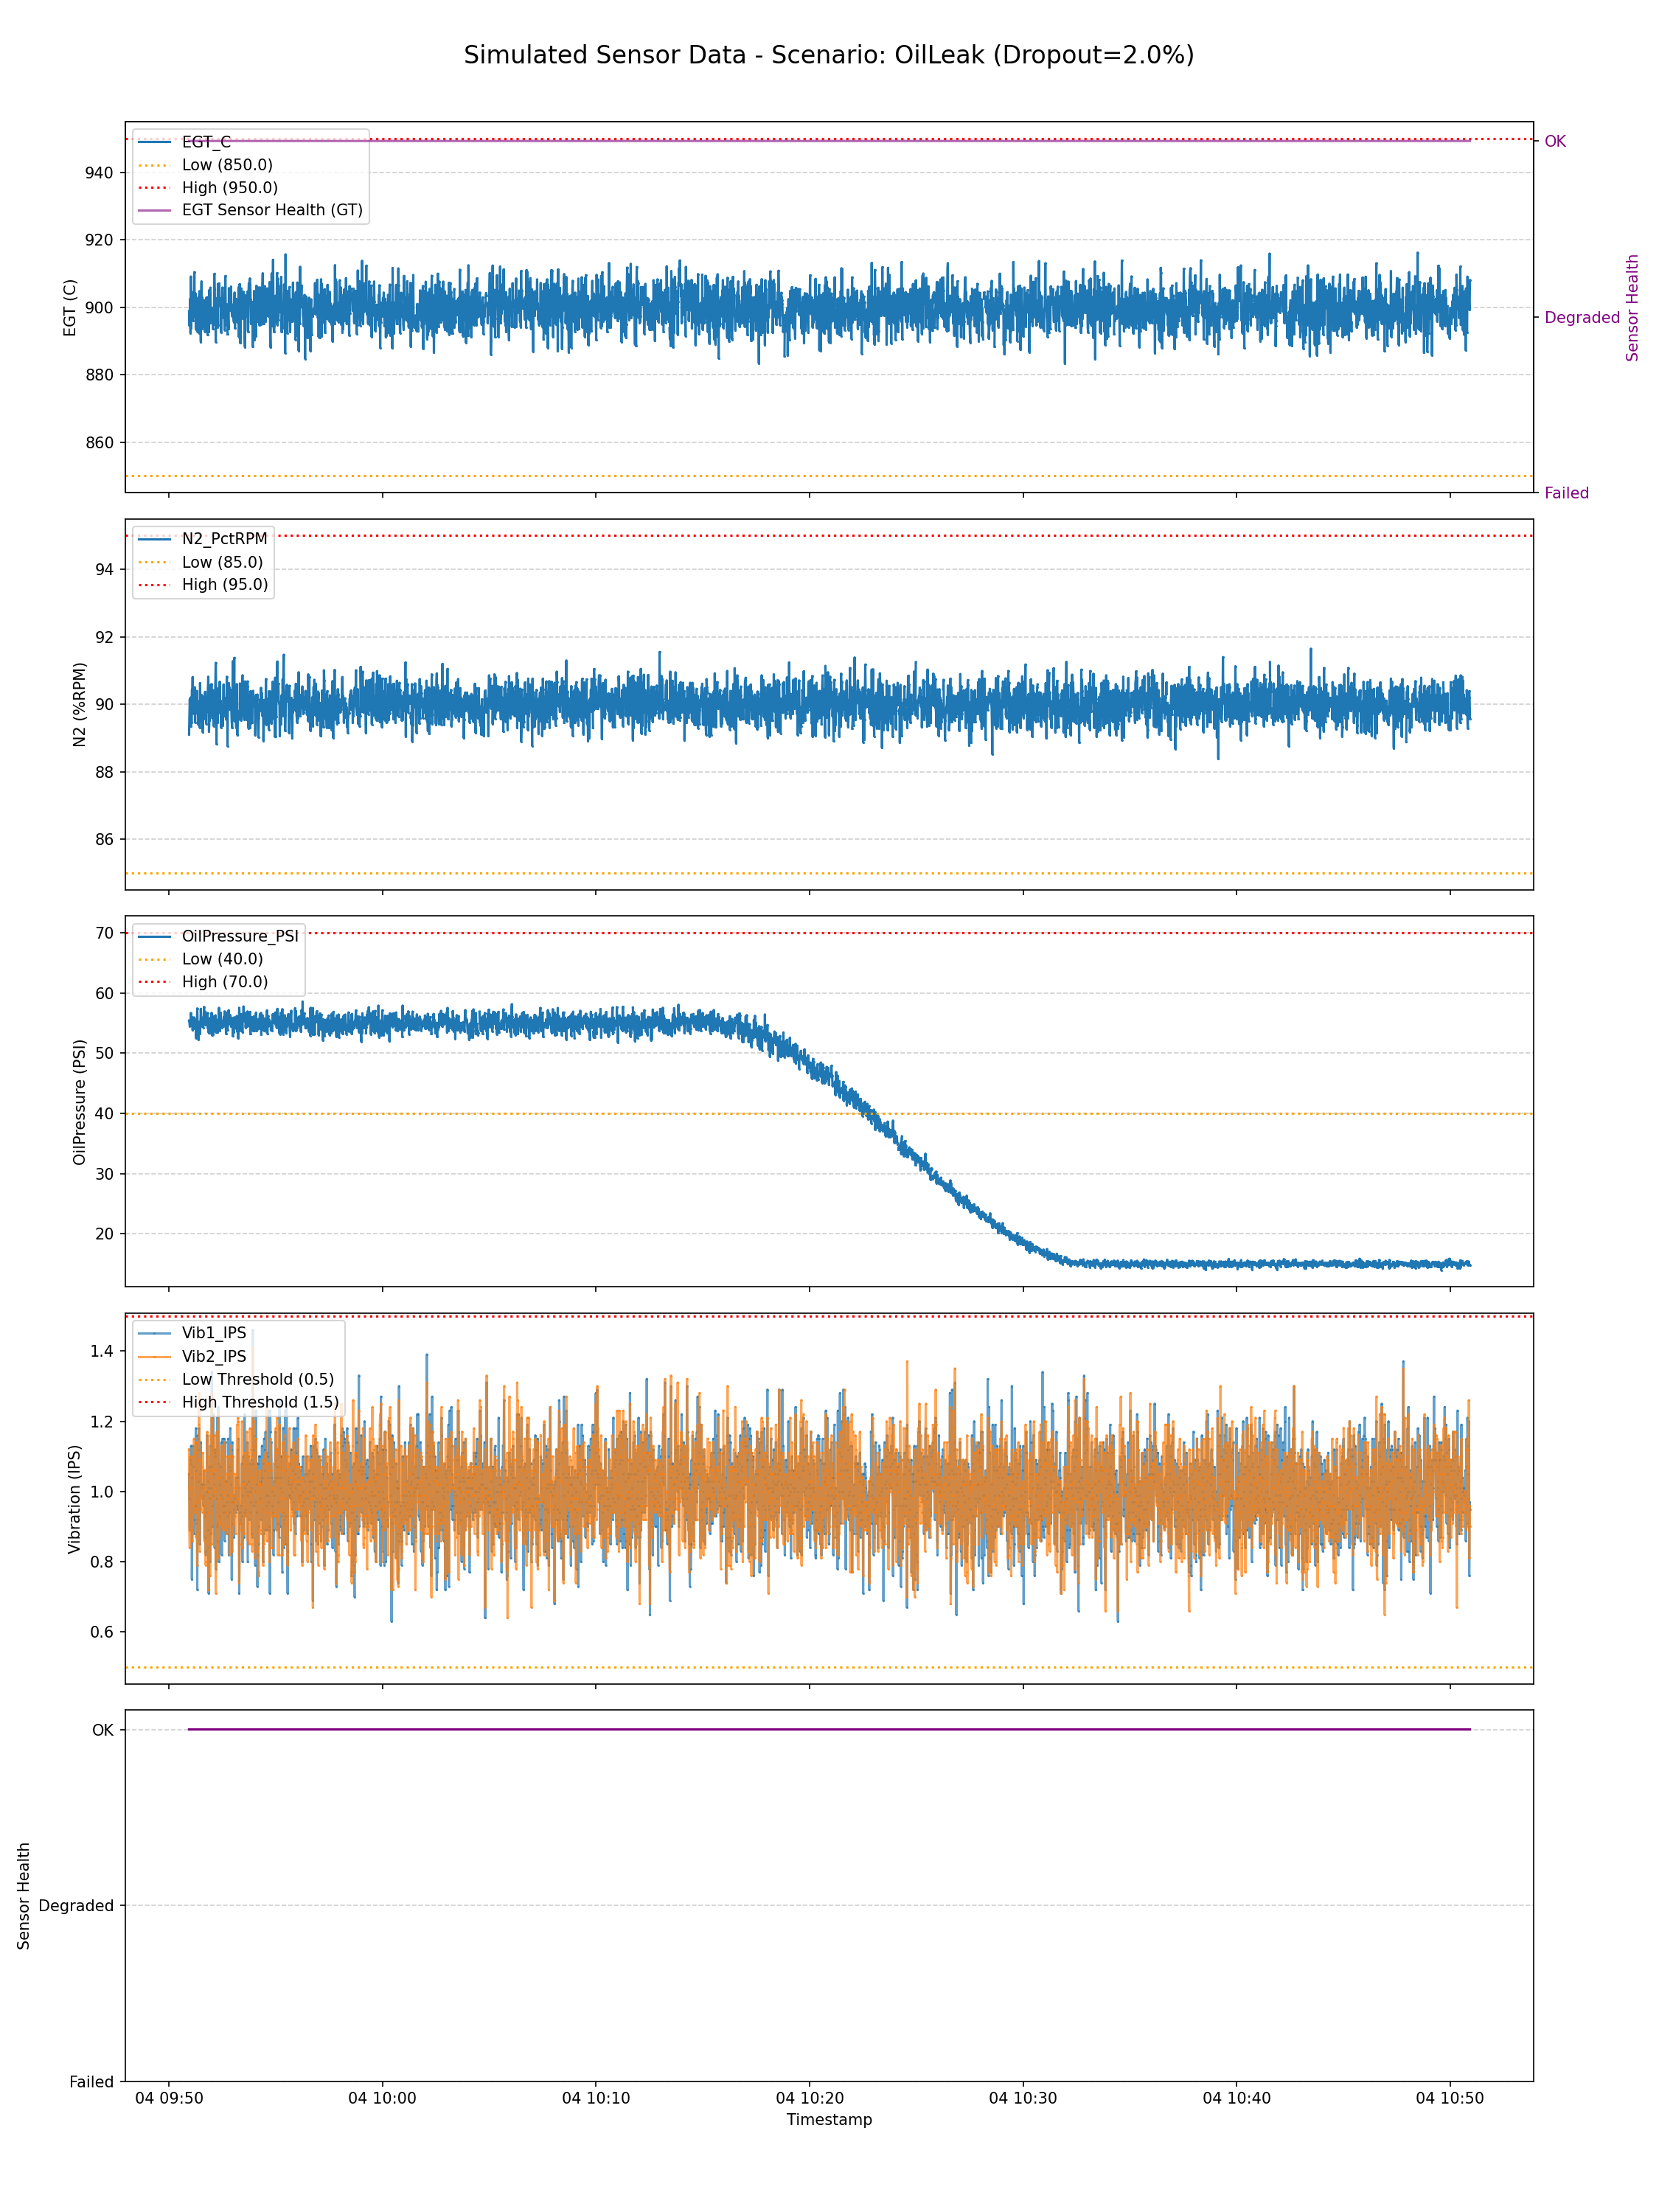 Simulated Sensor Data - Scenario: OilLeak (Dropout=2.0%)
EGT_C
Low (850.0)
High (950.0)
EGT Sensor Health (GT)
940
920
900
880
860
EGT (C)
OK
Degraded
Failed
Sensor Health
N2_PctRPM
Low (85.0)
High (95.0)
94
92
90
88
86
N2 (%RPM)
OilPressure_PSI
Low (40.0)
High (70.0)
70
60
50
40
30
20
OilPressure (PSI)
Vib1_IPS
Vib2_IPS
Low Threshold (0.5)
High Threshold (1.5)
1.4
1.2
1.0
0.8
0.6
Vibration (IPS)
OK
Degraded
Failed
Sensor Health
04 09:50
04 10:00
04 10:10
04 10:20
04 10:30
04 10:40
04 10:50
Timestamp